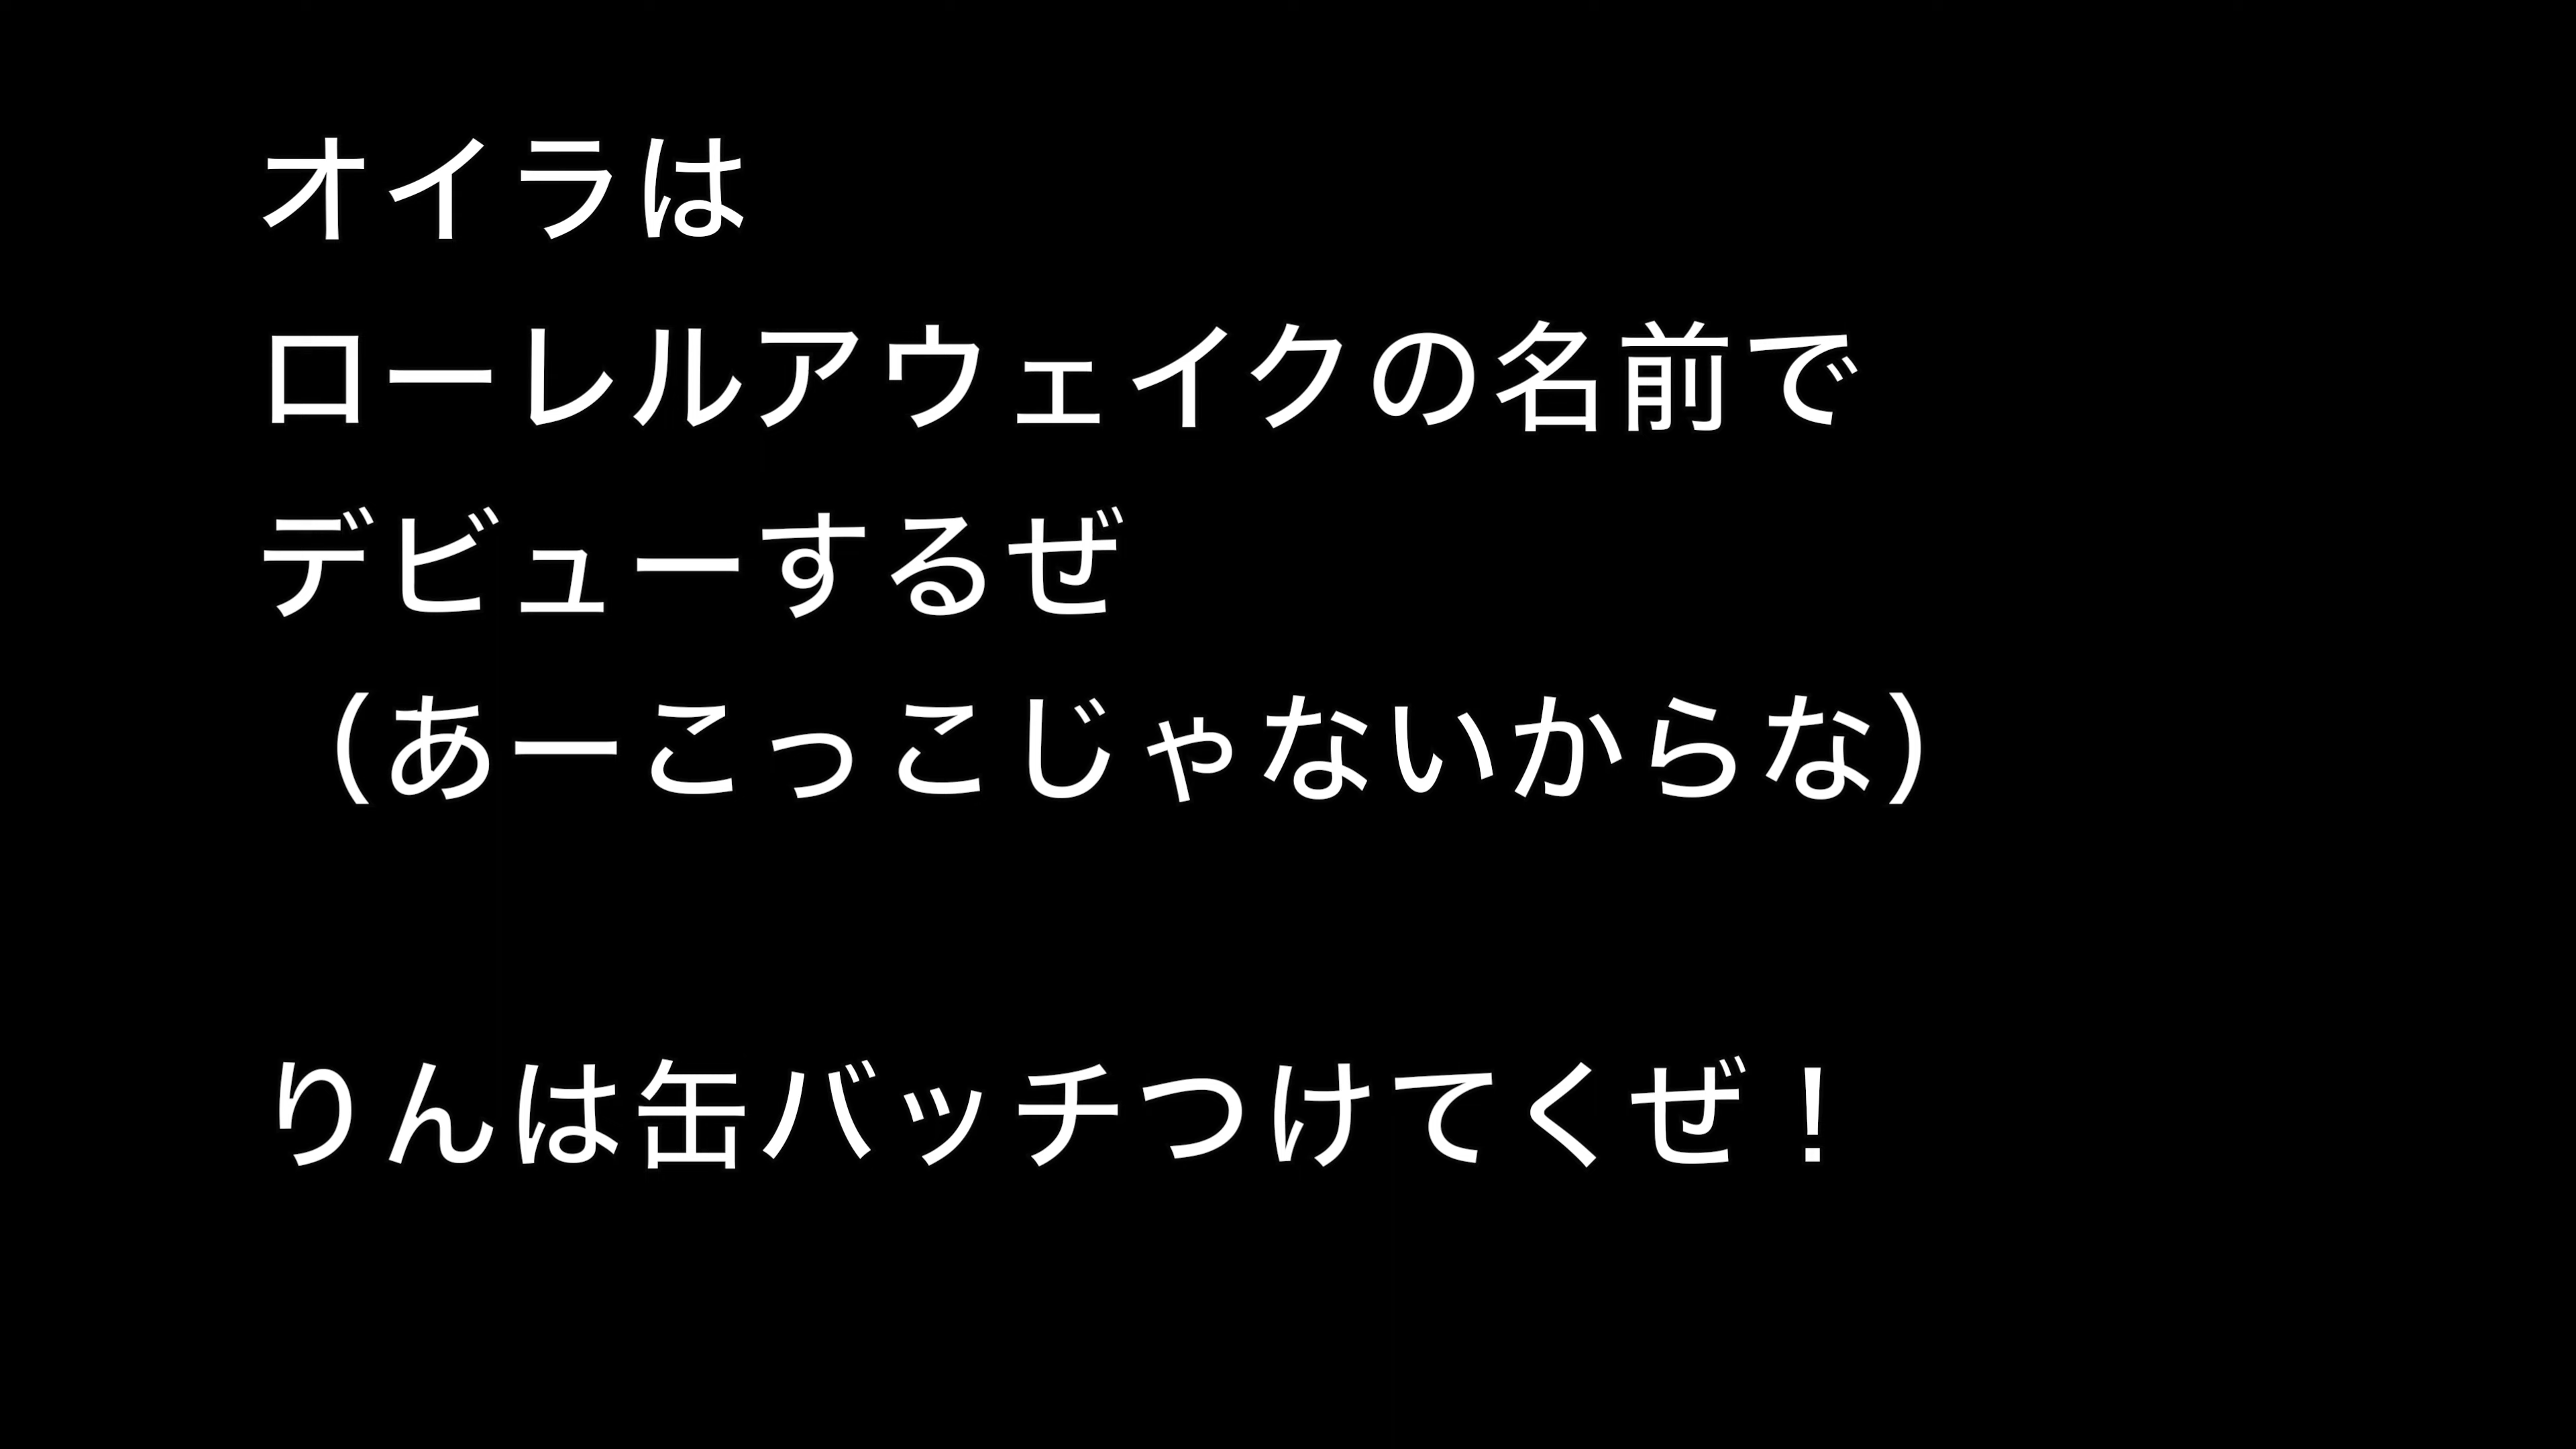 オイラは
ローレルアウェイクの名前で
デビューするぜ
（あーこっこじゃないからな）
りんは缶バッチつけてくぜ！